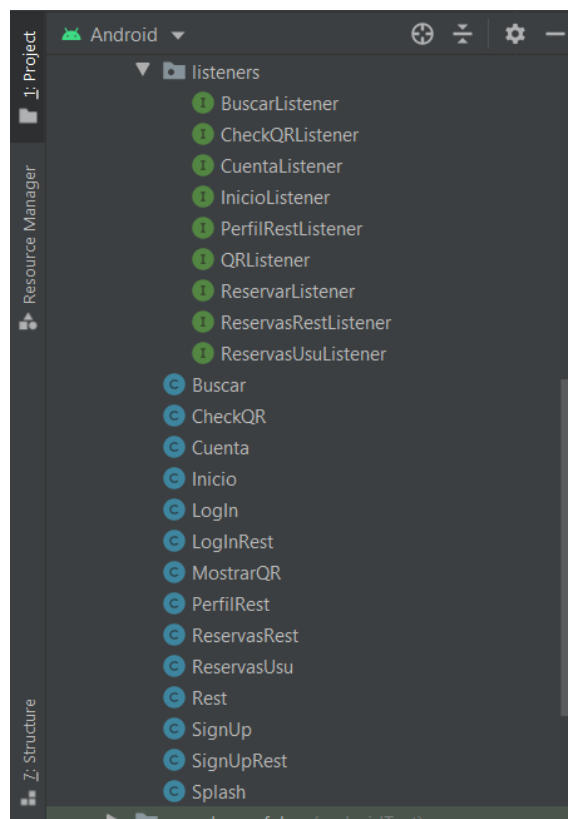 Android
1: Project
Resource Manager
7: Structure
listeners
BuscarListener
CheckQRListener
CuentaListener
InicioListener
PerfilRestListener
QRListener
ReservarListener
ReservasRestListener
ReservasUsuListener
Buscar
CheckQR
Cuenta
Inicio
LogIn
LogInRest
MostrarQR
PerfilRest
ReservasRest
ReservasUsu
Rest
SignUp
SignUpRest
Splash